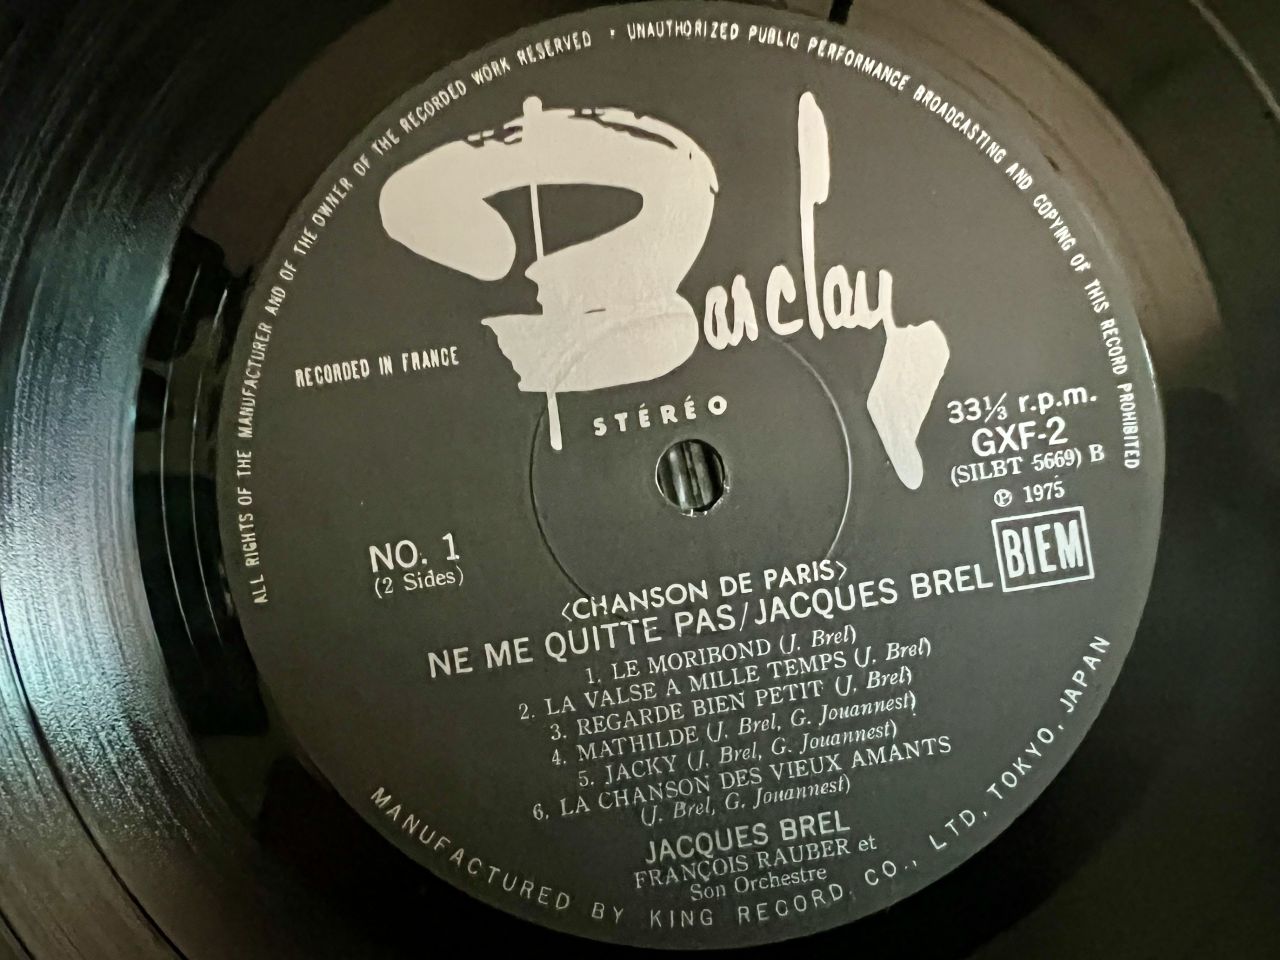 ALL RIGHTS OF THE MANUFACTURER AND OF THE OWNER OF THE RECORDED WORK RESERVED • UNAUTHORIZED PUBLIC PERFORMANCE BROADCASTING AND COPYING OF THIS RECORD PROHIBITED
Barclay
RECORDED IN FRANCE
STÉRÉO
33⅓ r.p.m.
GXF-2
(SILBT 5669) B
Ⓟ 1975
BIEM
NO. 1
(2 Sides)
<CHANSON DE PARIS>
NE ME QUITTE PAS/JACQUES BREL
1. LE MORIBOND (J. Brel)
2. LA VALSE A MILLE TEMPS (J. Brel)
3. REGARDE BIEN PETIT (J. Brel)
4. MATHILDE (J. Brel, G. Jouannest)
5. JACKY (J. Brel, G. Jouannest)
6. LA CHANSON DES VIEUX AMANTS
(J. Brel, G. Jouannest)
JACQUES BREL
FRANÇOIS RAUBER et
Son Orchestre
MANUFACTURED BY KING RECORD. CO., LTD, TOKYO, JAPAN